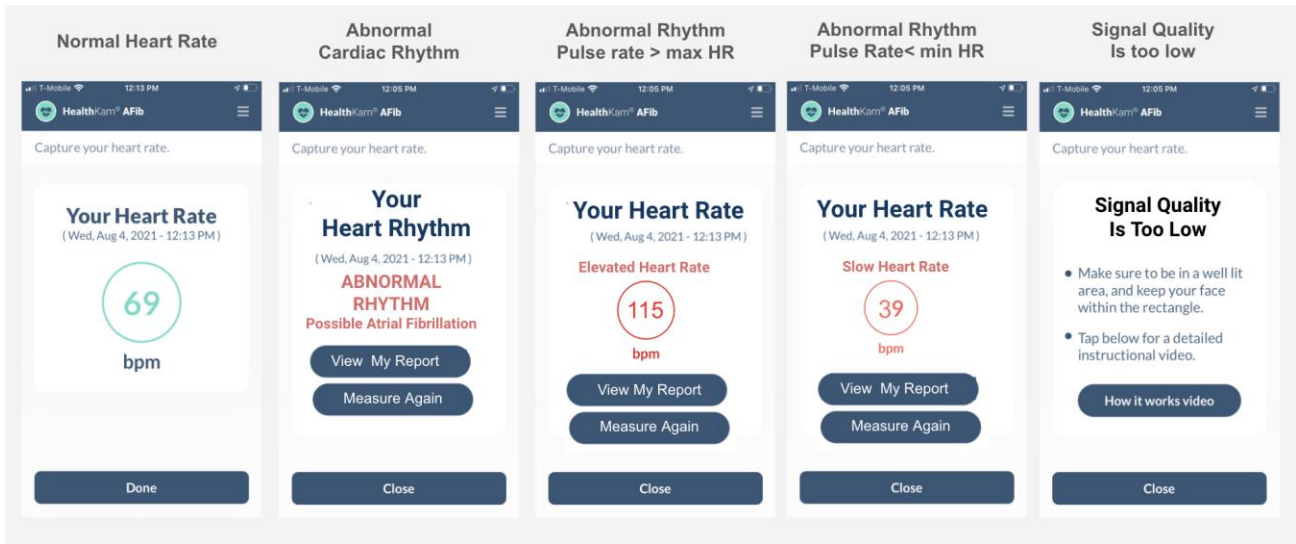 Normal Heart Rate
T-Mobile 12:13 PM
HealthKam® AFib
Capture your heart rate.
Your Heart Rate
( Wed, Aug 4, 2021 - 12:13 PM )
69
bpm
Done
Abnormal
Cardiac Rhythm
T-Mobile 12:05 PM
HealthKam® AFib
Capture your heart rate.
Your
Heart Rhythm
( Wed, Aug 4, 2021 - 12:13 PM )
ABNORMAL
RHYTHM
Possible Atrial Fibrillation
View My Report
Measure Again
Close
Abnormal Rhythm
Pulse rate > max HR
T-Mobile 12:05 PM
HealthKam® AFib
Capture your heart rate.
Your Heart Rate
( Wed, Aug 4, 2021 - 12:13 PM )
Elevated Heart Rate
115
bpm
View My Report
Measure Again
Close
Abnormal Rhythm
Pulse Rate< min HR
T-Mobile 12:05 PM
HealthKam® AFib
Capture your heart rate.
Your Heart Rate
( Wed, Aug 4, 2021 - 12:13 PM )
Slow Heart Rate
39
bpm
View My Report
Measure Again
Close
Signal Quality
Is too low
T-Mobile 12:05 PM
HealthKam® AFib
Capture your heart rate.
Signal Quality
Is Too Low
• Make sure to be in a well lit
area, and keep your face
within the rectangle.
• Tap below for a detailed
instructional video.
How it works video
Close